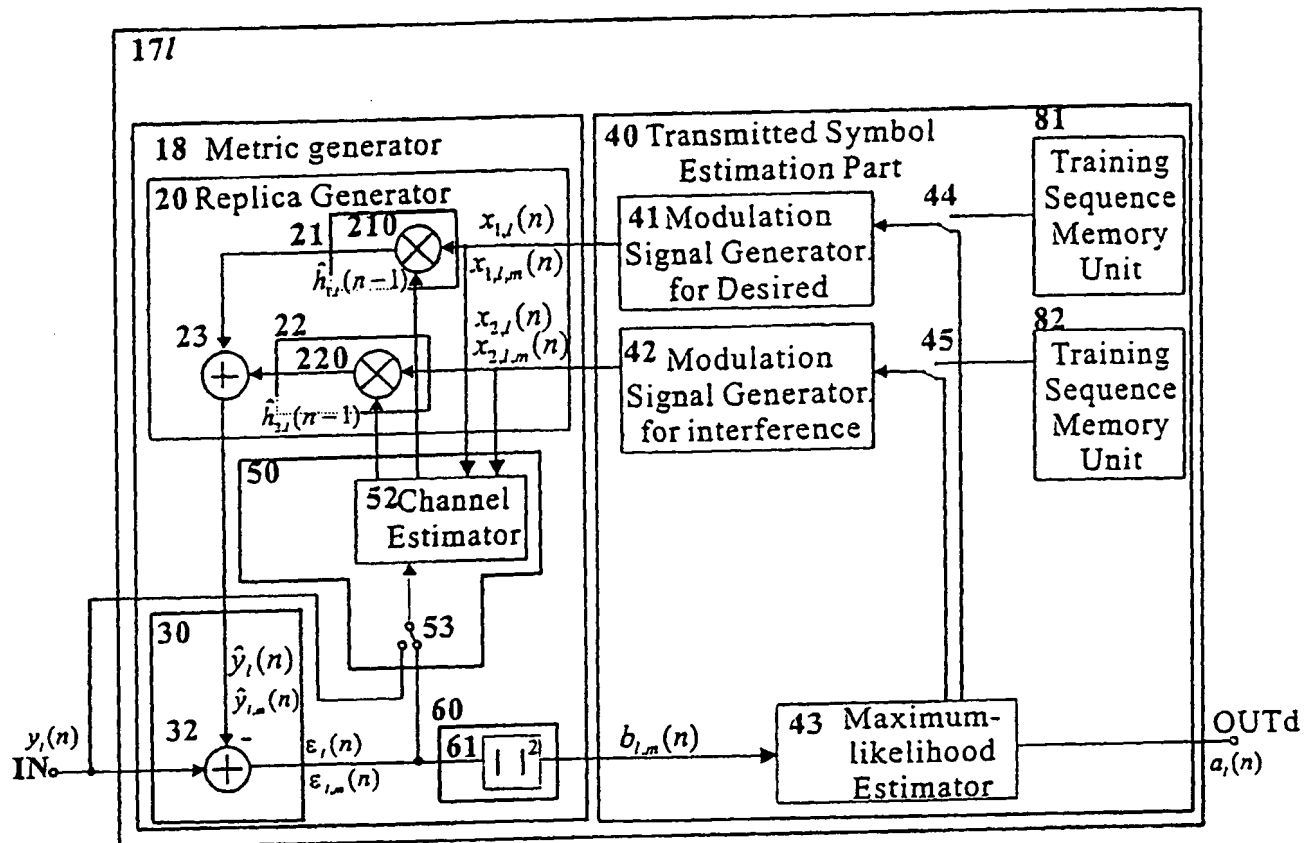 17l
18 Metric generator
20 Replica Generator
21
210
ĥ1,l(n−1)
23
22
220
ĥ2,l(n−1)
x1,l(n)
x1,l,m(n)
x2,l(n)
x2,l,m(n)
50
52 Channel
Estimator
53
30
ŷl(n)
ŷl,m(n)
32
-
yl(n)
IN
εl(n)
εl,m(n)
60
61 | |2
bl,m(n)
40 Transmitted Symbol
Estimation Part
41 Modulation
Signal Generator.
for Desired
42 Modulation
Signal Generator.
for interference
44
45
81
Training
Sequence
Memory
Unit
82
Training
Sequence
Memory
Unit
43 Maximum-
likelihood
Estimator
OUTd
al(n)